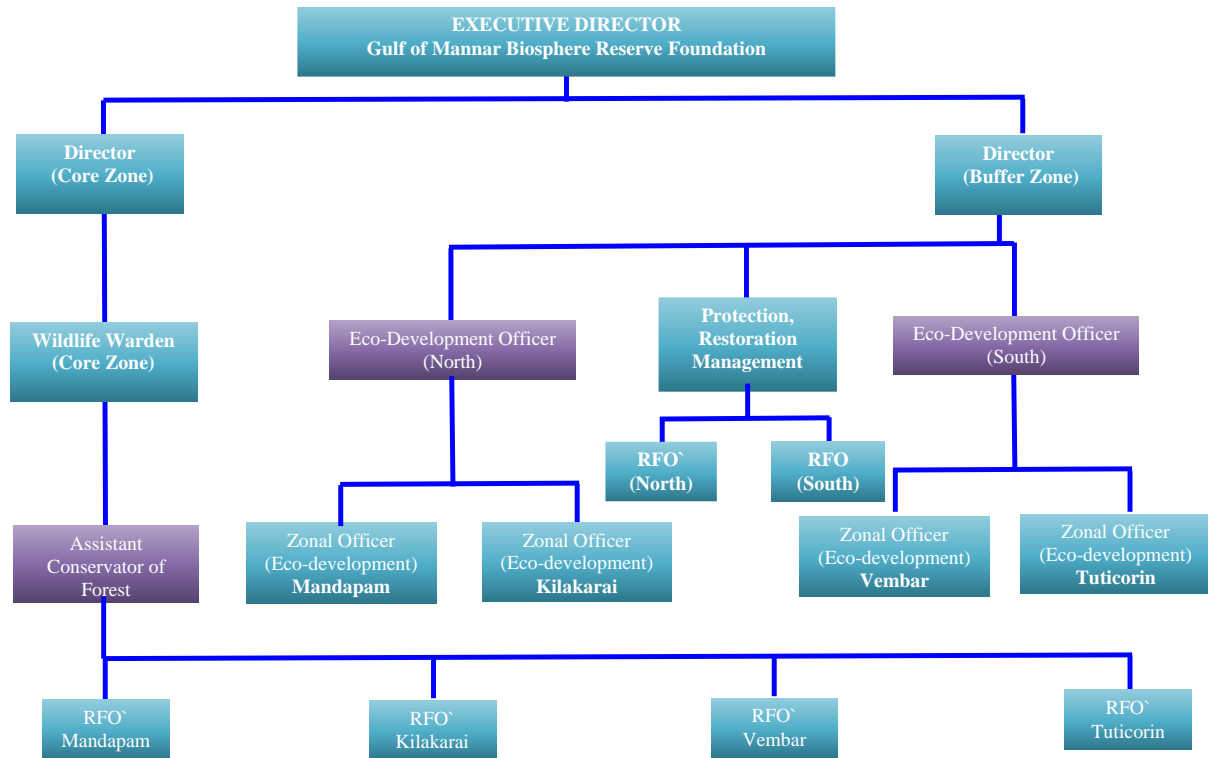 EXECUTIVE DIRECTOR
Gulf of Mannar Biosphere Reserve Foundation
Director
(Core Zone)
Director
(Buffer Zone)
Wildlife Warden
(Core Zone)
Eco-Development Officer
(North)
Protection,
Restoration
Management
Eco-Development Officer
(South)
RFO`
(North)
RFO
(South)
Assistant
Conservator of
Forest
Zonal Officer
(Eco-development)
Mandapam
Zonal Officer
(Eco-development)
Kilakarai
Zonal Officer
(Eco-development)
Vembar
Zonal Officer
(Eco-development)
Tuticorin
RFO`
Mandapam
RFO`
Kilakarai
RFO`
Vembar
RFO`
Tuticorin